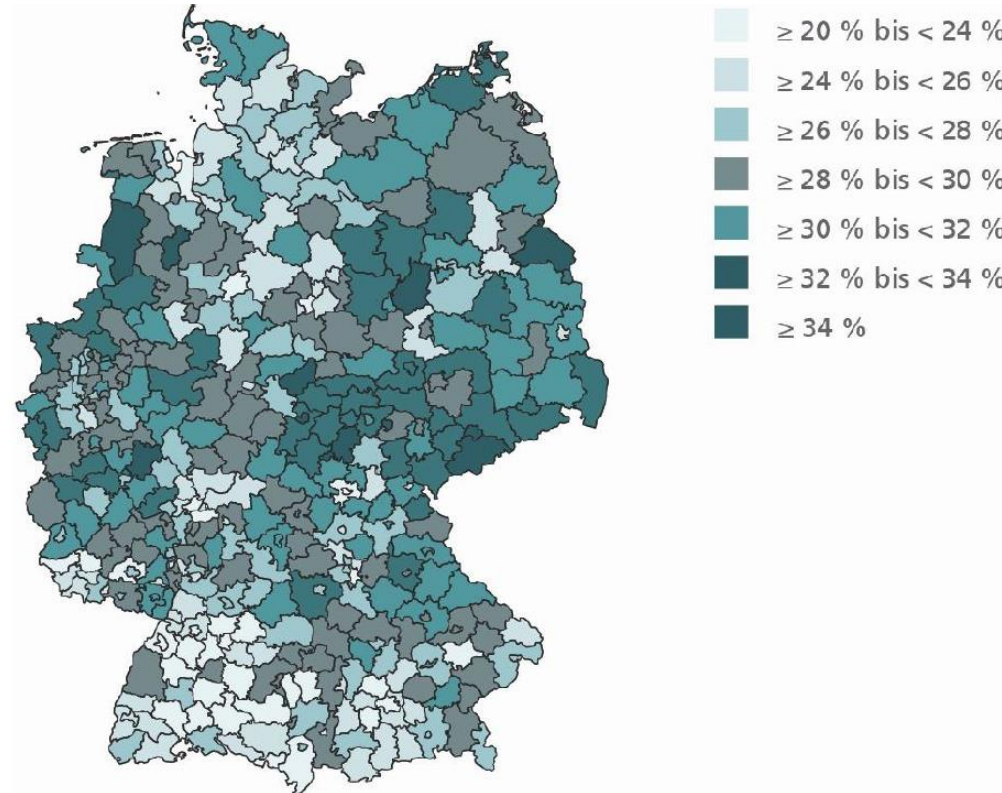 ≥ 20 % bis < 24 %
≥ 24 % bis < 26 %
≥ 26 % bis < 28 %
≥ 28 % bis < 30 %
≥ 30 % bis < 32 %
≥ 32 % bis < 34 %
≥ 34 %